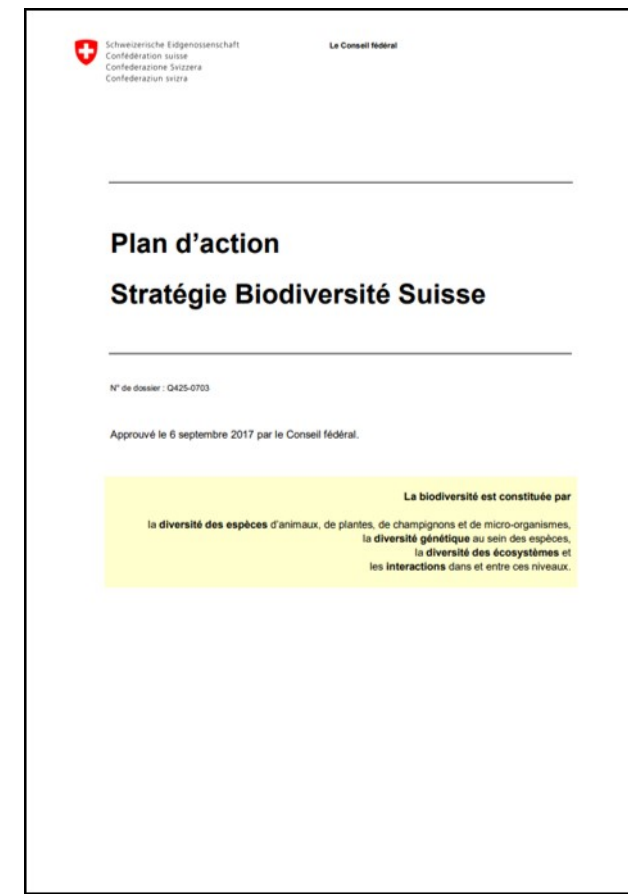 Schweizerische Eidgenossenschaft
Confédération suisse
Confederazione Svizzera
Confederaziun svizra
Le Conseil fédéral
Plan d'action
Stratégie Biodiversité Suisse
N° de dossier : Q425-0703
Approuvé le 6 septembre 2017 par le Conseil fédéral.
La biodiversité est constituée par
la diversité des espèces d'animaux, de plantes, de champignons et de micro-organismes,
la diversité génétique au sein des espèces,
la diversité des écosystèmes et
les interactions dans et entre ces niveaux.